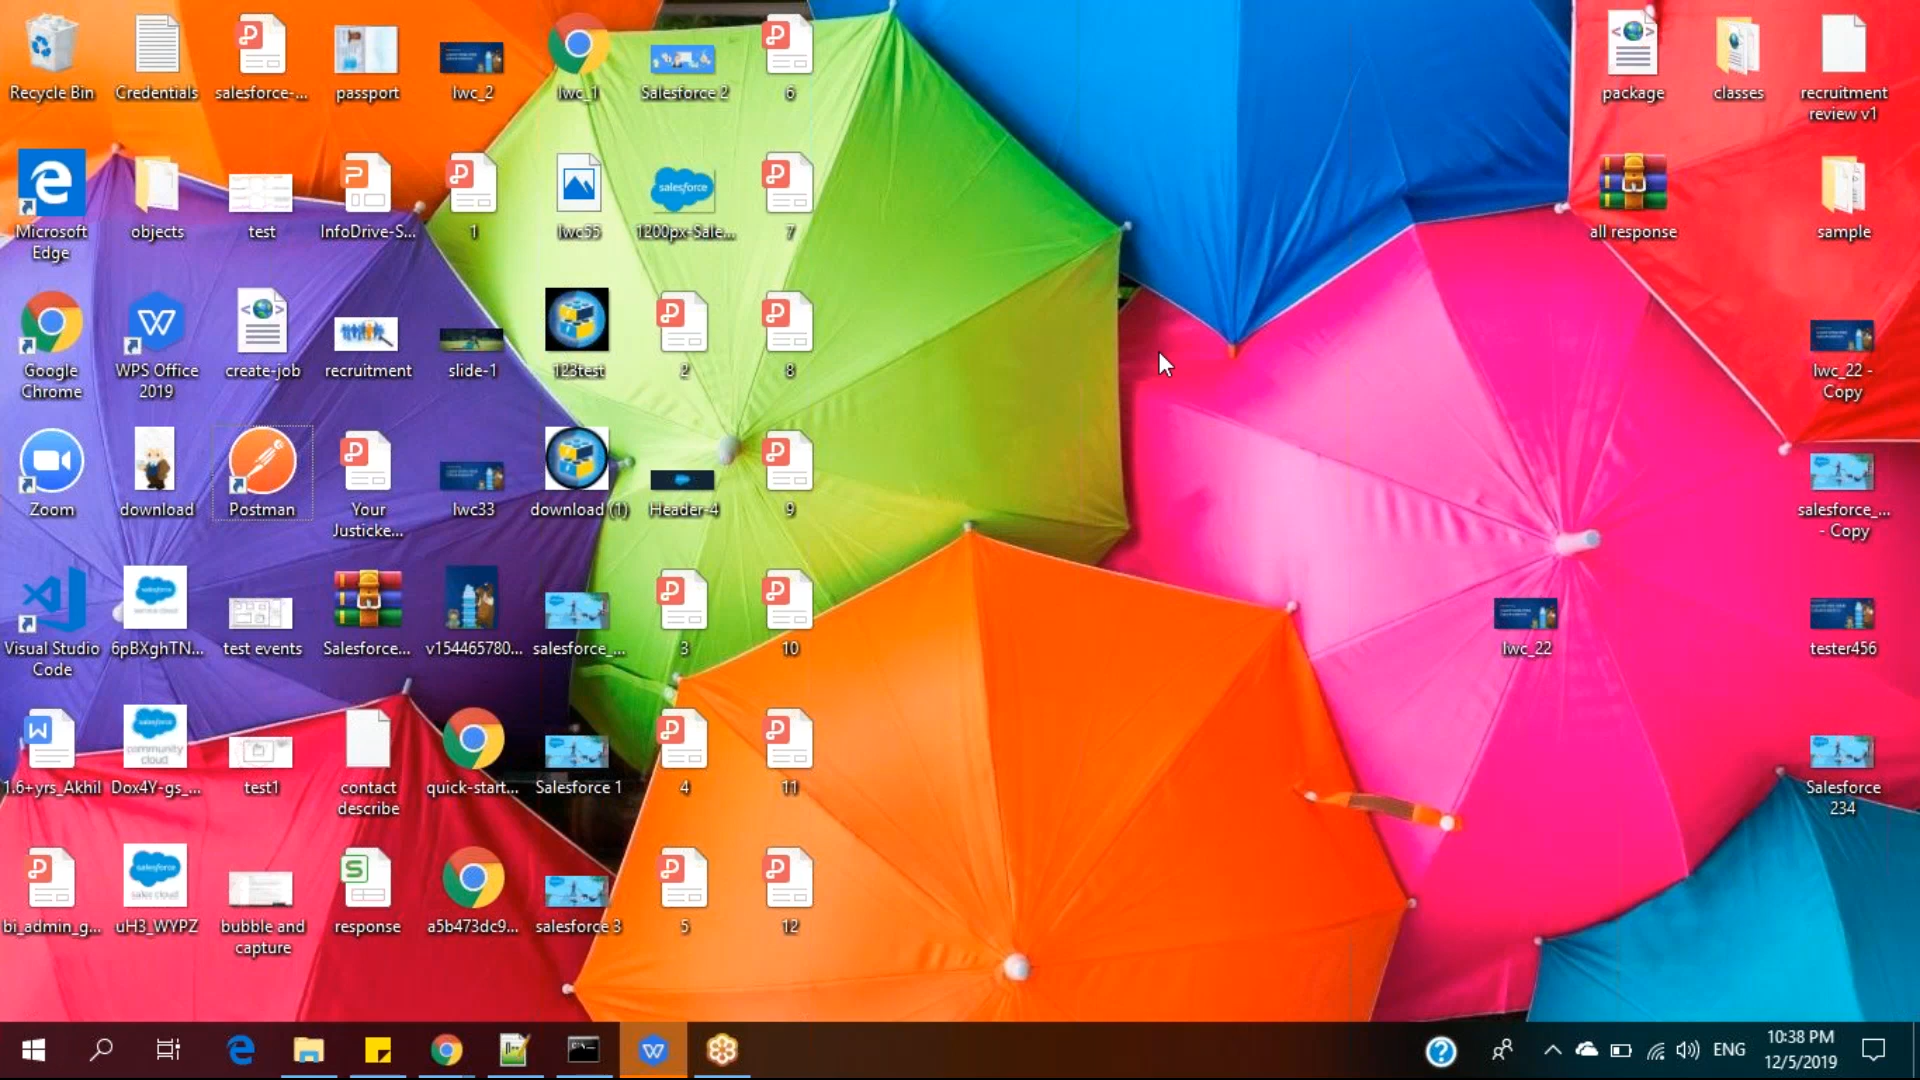 Recycle Bin
Credentials
salesforce-...
passport
lwc_2
lwc_1
Salesforce 2
6
package
classes
recruitment
review v1
Microsoft
Edge
objects
test
InfoDrive-S...
1
lwc55
salesforce
1200px-Sale...
7
all response
sample
Google
Chrome
WPS Office
2019
create-job
recruitment
slide-1
123test
2
8
lwc_22 -
Copy
Zoom
download
Postman
Your
Justicke...
lwc33
download (1)
Header-4
9
salesforce_...
- Copy
Visual Studio
Code
6pBXghTN...
test events
Salesforce...
v154465780...
salesforce_...
3
10
lwc_22
tester456
1.6+yrs_Akhil
community
cloud
Dox4Y-gs_...
test1
contact
describe
quick-start...
Salesforce 1
4
11
Salesforce
234
bi_admin_g...
uH3_WYPZ
bubble and
capture
response
a5b473dc9...
salesforce 3
5
12
ENG
10:38 PM
12/5/2019